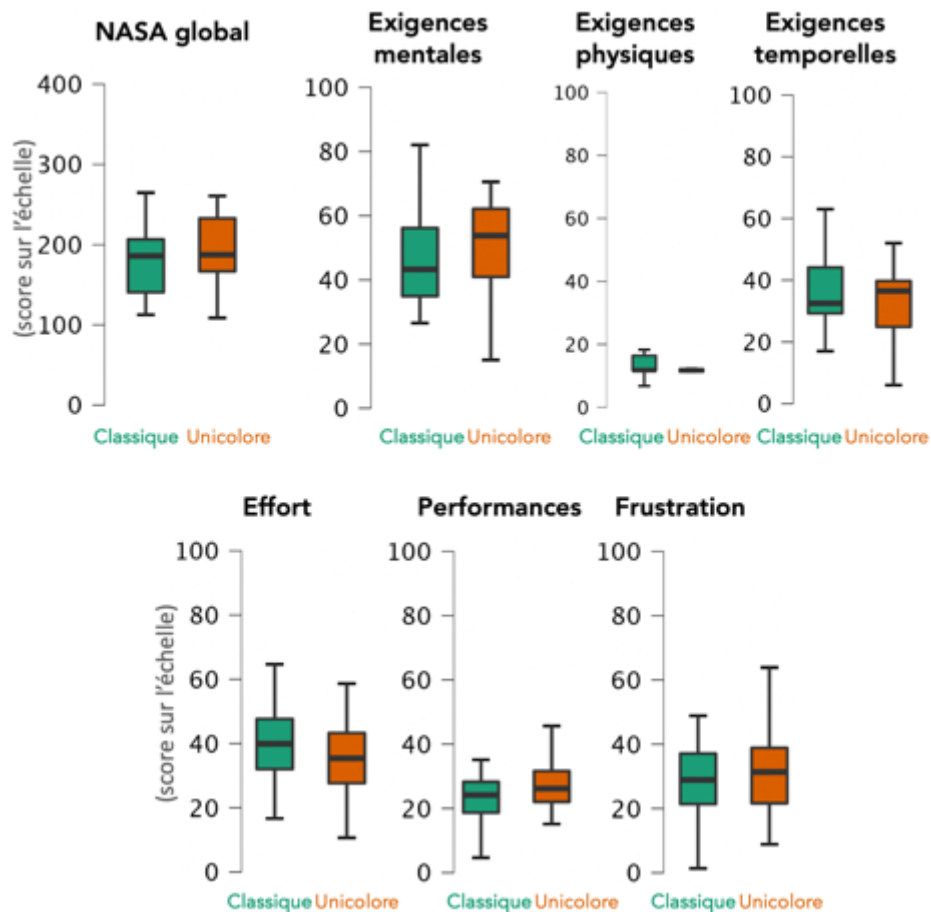 NASA global
Exigences
mentales
Exigences
physiques
Exigences
temporelles
(score sur l'échelle)
400
300
200
100
0
Classique Unicolore
100
80
60
40
20
0
Classique Unicolore
100
80
60
40
20
0
Classique Unicolore
100
80
60
40
20
0
Classique Unicolore
Effort
Performances
Frustration
(score sur l'échelle)
100
80
60
40
20
0
Classique Unicolore
100
80
60
40
20
0
Classique Unicolore
100
80
60
40
20
0
Classique Unicolore